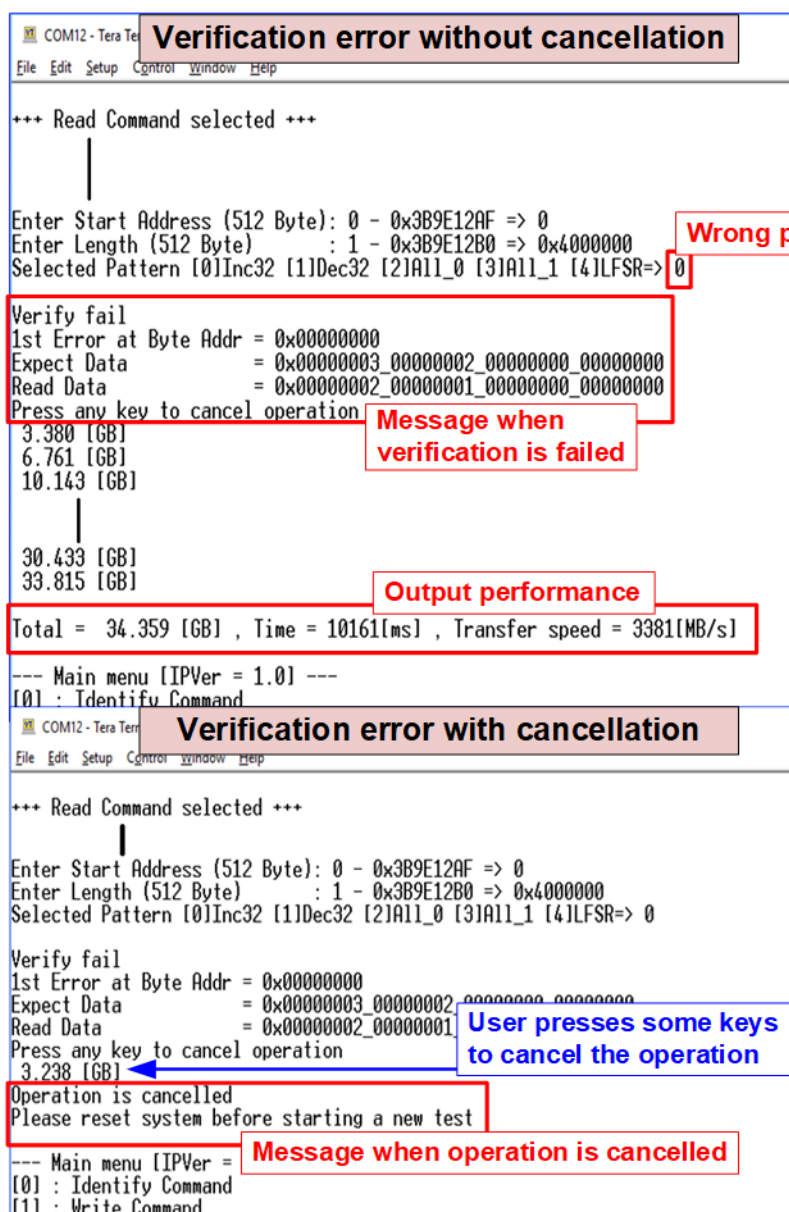 Verification error without cancellation
COM12 - Tera Te
File Edit Setup Control Window Help
+++ Read Command selected +++
Enter Start Address (512 Byte): 0 - 0x3B9E12AF => 0
Enter Length (512 Byte) : 1 - 0x3B9E12B0 => 0x4000000
Wrong p
Selected Pattern [0]Inc32 [1]Dec32 [2]All_0 [3]All_1 [4]LFSR=> 0
Verify fail
1st Error at Byte Addr = 0x00000000
Expect Data = 0x00000003_00000002_00000000_00000000
Read Data = 0x00000002_00000001_00000000_00000000
Press any key to cancel operation
Message when
verification is failed
3.380 [GB]
6.761 [GB]
10.143 [GB]
30.433 [GB]
33.815 [GB]
Output performance
Total = 34.359 [GB] , Time = 10161[ms] , Transfer speed = 3381[MB/s]
--- Main menu [IPVer = 1.0] ---
[0] : Identify Command
Verification error with cancellation
COM12 - Tera Terr
File Edit Setup Control Window Help
+++ Read Command selected +++
Enter Start Address (512 Byte): 0 - 0x3B9E12AF => 0
Enter Length (512 Byte) : 1 - 0x3B9E12B0 => 0x4000000
Selected Pattern [0]Inc32 [1]Dec32 [2]All_0 [3]All_1 [4]LFSR=> 0
Verify fail
1st Error at Byte Addr = 0x00000000
Expect Data = 0x00000003_00000002_00000000_00000000
Read Data = 0x00000002_00000001_
User presses some keys
to cancel the operation
Press any key to cancel operation
3.238 [GB]
Operation is cancelled
Please reset system before starting a new test
Message when operation is cancelled
--- Main menu [IPVer =
[0] : Identify Command
[1] : Write Command